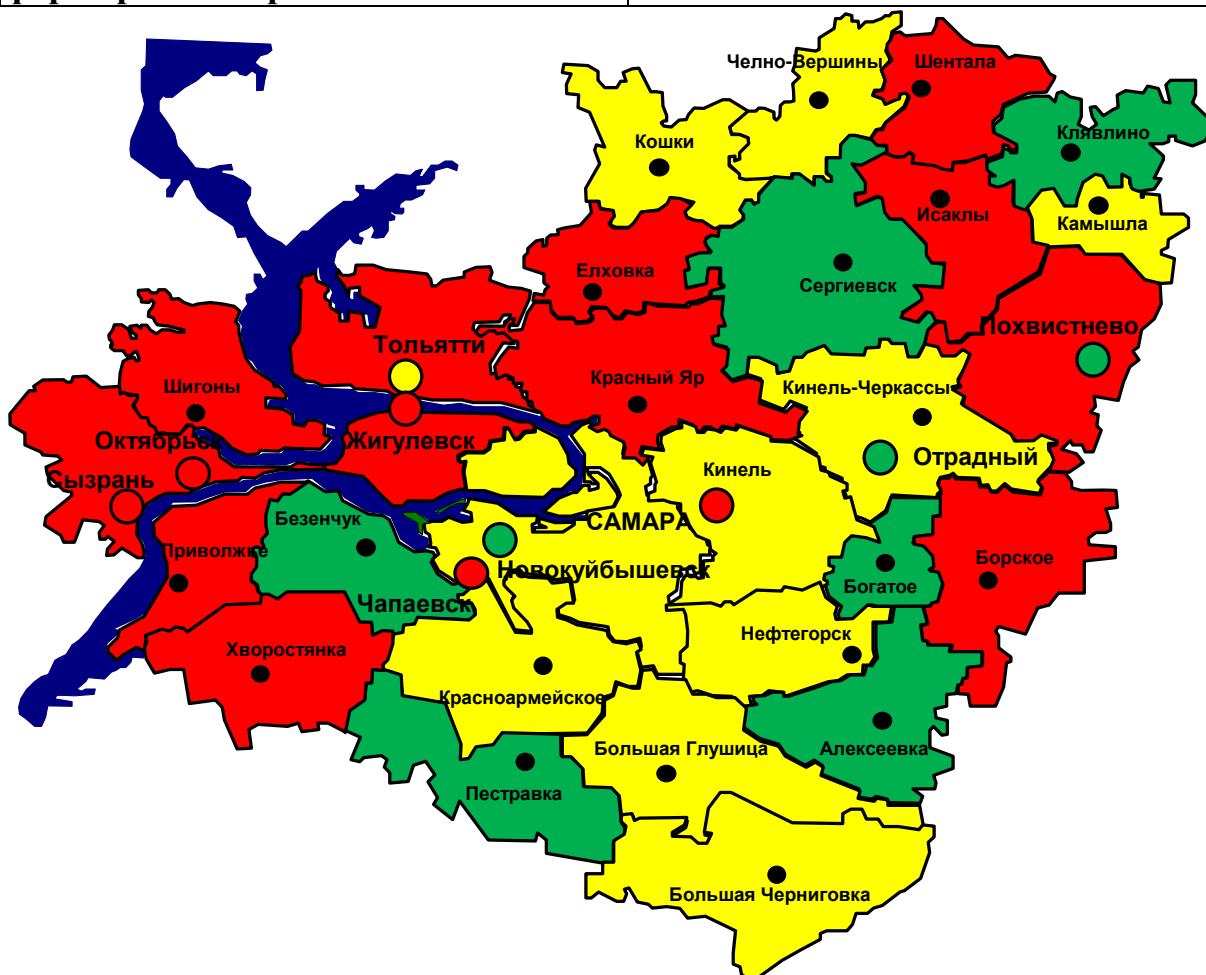 Челно-Вершины
Шентала
Клявлино
Кошки
Исаклы
Камышла
Елховка
Сергиевск
Похвистнево
Тольятти
Шигоны
Красный Яр
Кинель-Черкассы
Октябрьск
Жигулевск
Сызрань
Кинель
Отрадный
Безенчук
САМАРА
Приволжье
Новокуйбышевск
Борское
Богатое
Чапаевск
Хворостянка
Нефтегорск
Красноармейское
Большая Глушица
Алексеевка
Пестравка
Большая Черниговка